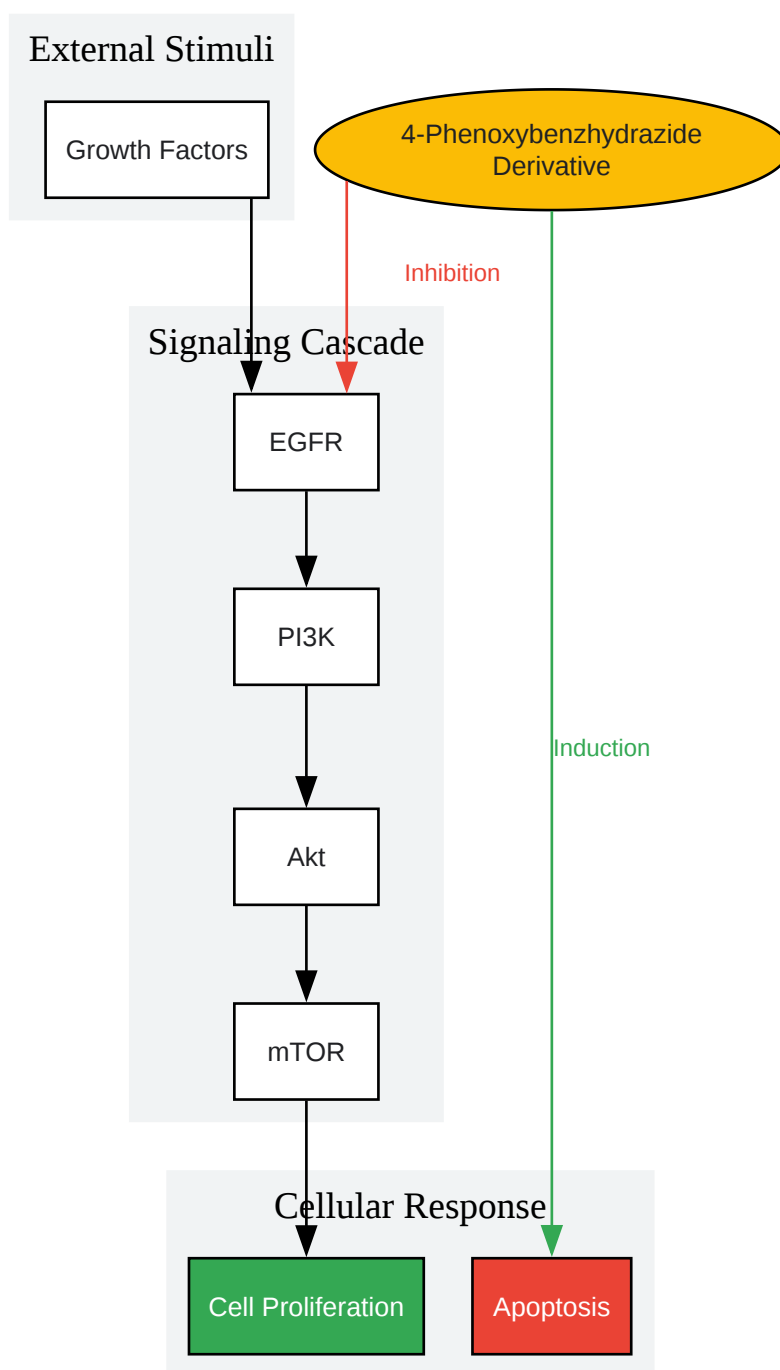 External Stimuli
Growth Factors
4-Phenoxybenzhydrazide
Derivative
Inhibition
Signaling Cascade
EGFR
PI3K
Induction
Akt
mTOR
Cellular Response
Cell Proliferation
Apoptosis